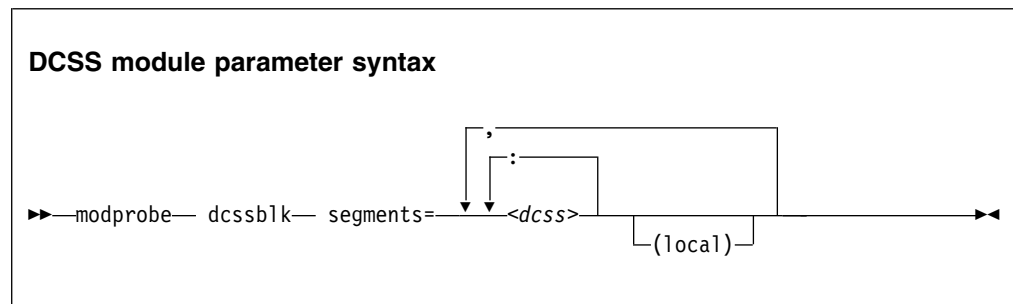 DCSS module parameter syntax
,
:
modprobe dcssblk segments= <dcss>
(local)